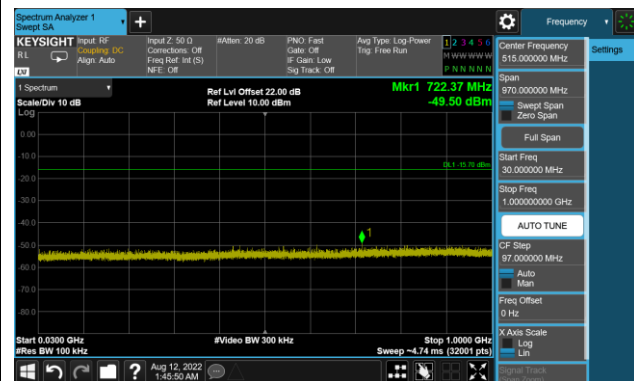 Spectrum Analyzer 1
Swept SA
Frequency
KEYSIGHT
RL
LXI
Input: RF
Coupling: DC
Align: Auto
Input Z: 50 Ω
Corrections: Off
Freq Ref: Int (S)
NFE: Off
#Atten: 20 dB
PNO: Fast
Gate: Off
IF Gain: Low
Sig Track: Off
Avg Type: Log-Power
Trig: Free Run
1 2 3 4 5 6
M W W W W W
P N N N N N
Center Frequency
515.000000 MHz
Settings
Span
970.000000 MHz
Swept Span
Zero Span
Full Span
Start Freq
30.000000 MHz
Stop Freq
1.000000000 GHz
AUTO TUNE
CF Step
97.000000 MHz
Auto
Man
Freq Offset
0 Hz
X Axis Scale
Log
Lin
Signal Track
(Span Zoom)
1 Spectrum
Scale/Div 10 dB
Log
Ref Lvl Offset 22.00 dB
Ref Level 10.00 dBm
Mkr1 722.37 MHz
-49.50 dBm
0.00
-10.0
DL1 -15.70 dBm
-20.0
-30.0
-40.0
1
-50.0
-60.0
-70.0
-80.0
Start 0.0300 GHz
#Res BW 100 kHz
#Video BW 300 kHz
Stop 1.0000 GHz
Sweep ~4.74 ms (32001 pts)
?
Aug 12, 2022
1:45:50 AM